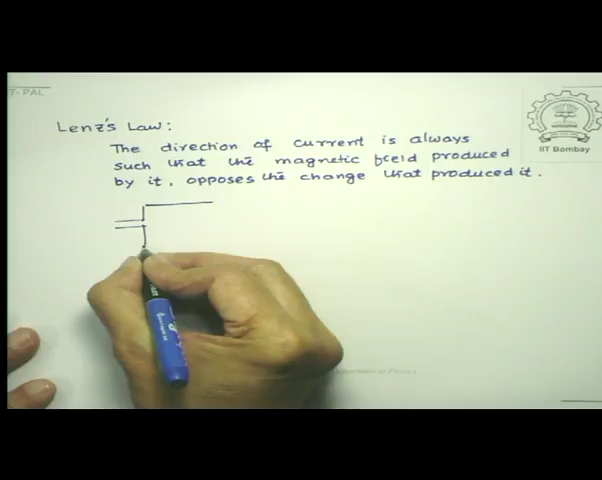 T- PAL
Lenz's Law:
The direction of current is always
such that the magnetic field produced
by it, opposes the change that produced it.
IIT Bombay